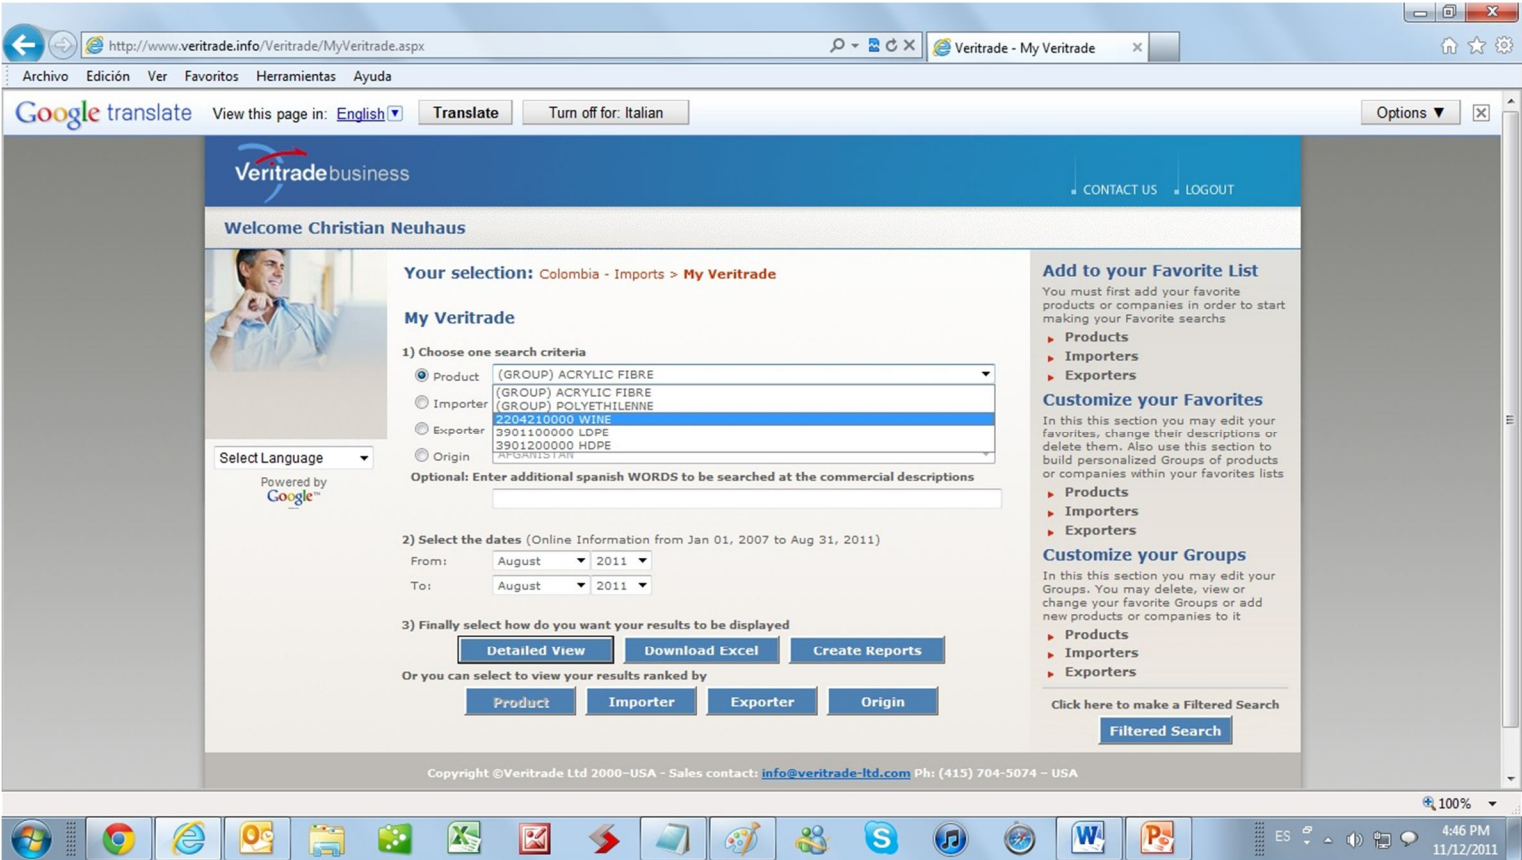 http://www.veritrade.info/Veritrade/MyVeritrade.aspx
Veritrade - My Veritrade
Archivo Edición Ver Favoritos Herramientas Ayuda
Google translate View this page in: English Translate Turn off for: Italian Options ▼
Veritradebusiness
CONTACT US LOGOUT
Welcome Christian Neuhaus
Your selection: Colombia - Imports > My Veritrade
My Veritrade
1) Choose one search criteria
Product (GROUP) ACRYLIC FIBRE
(GROUP) ACRYLIC FIBRE
Importer (GROUP) POLYETHILENNE
2204210000 WINE
Exporter 3901100000 LDPE
3901200000 HDPE
Origin AFGANISTAN
Optional: Enter additional spanish WORDS to be searched at the commercial descriptions
2) Select the dates (Online Information from Jan 01, 2007 to Aug 31, 2011)
From: August 2011
To: August 2011
3) Finally select how do you want your results to be displayed
Detailed View Download Excel Create Reports
Or you can select to view your results ranked by
Product Importer Exporter Origin
Select Language
Powered by
Google™
Add to your Favorite List
You must first add your favorite
products or companies in order to start
making your Favorite searchs
Products
Importers
Exporters
Customize your Favorites
In this this section you may edit your
favorites, change their descriptions or
delete them. Also use this section to
build personalized Groups of products
or companies within your favorites lists
Products
Importers
Exporters
Customize your Groups
In this this section you may edit your
Groups. You may delete, view or
change your favorite Groups or add
new products or companies to it
Products
Importers
Exporters
Click here to make a Filtered Search
Filtered Search
Copyright ©Veritrade Ltd 2000-USA - Sales contact: info@veritrade-ltd.com Ph: (415) 704-5074 - USA
100%
ES 4:46 PM
11/12/2011